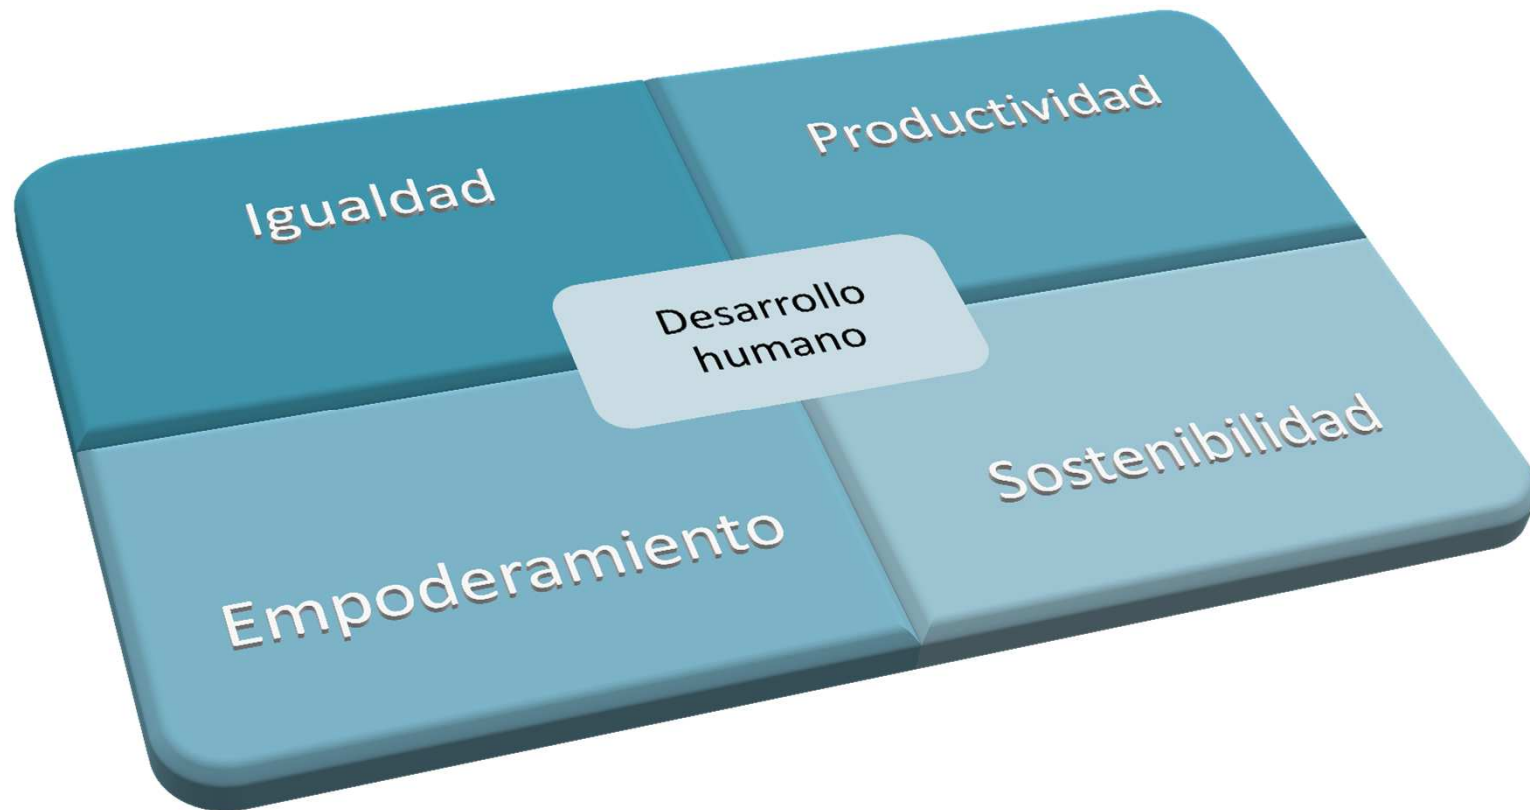 Igualdad
Productividad
Desarrollo
humano
Empoderamiento
Sostenibilidad